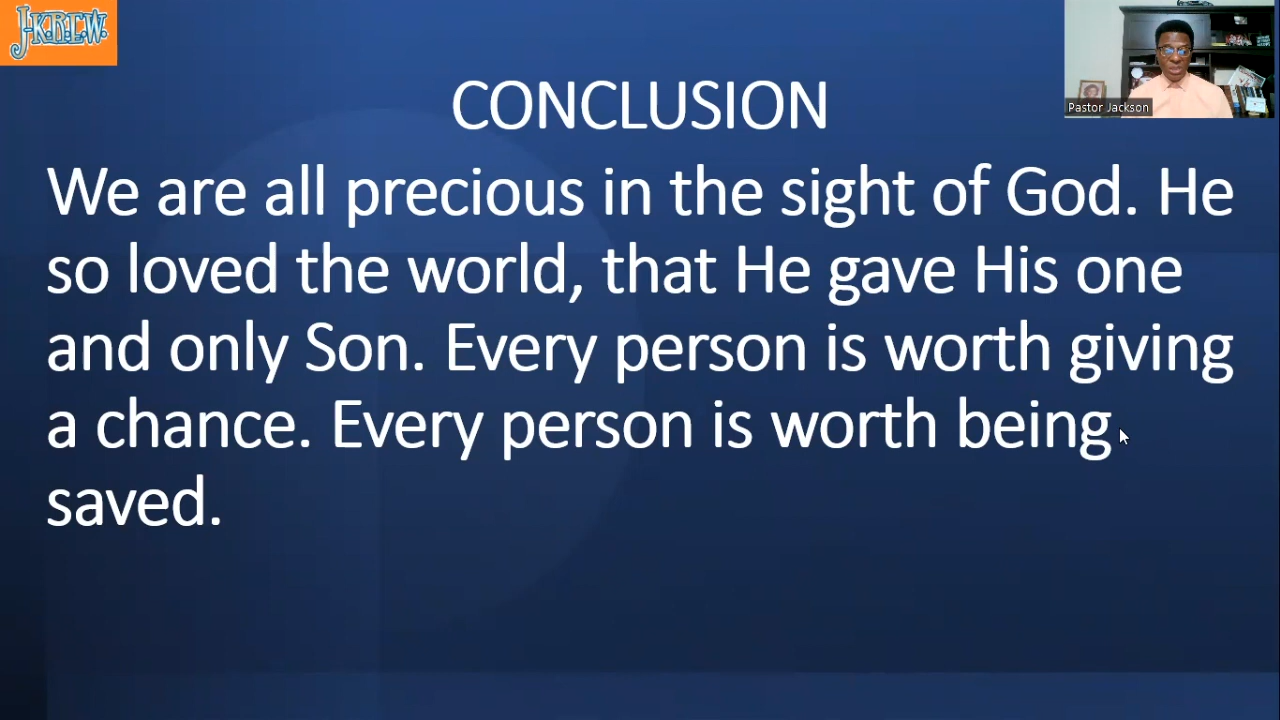 J-KREW
Pastor Jackson
CONCLUSION
We are all precious in the sight of God. He
so loved the world, that He gave His one
and only Son. Every person is worth giving
a chance. Every person is worth being
saved.